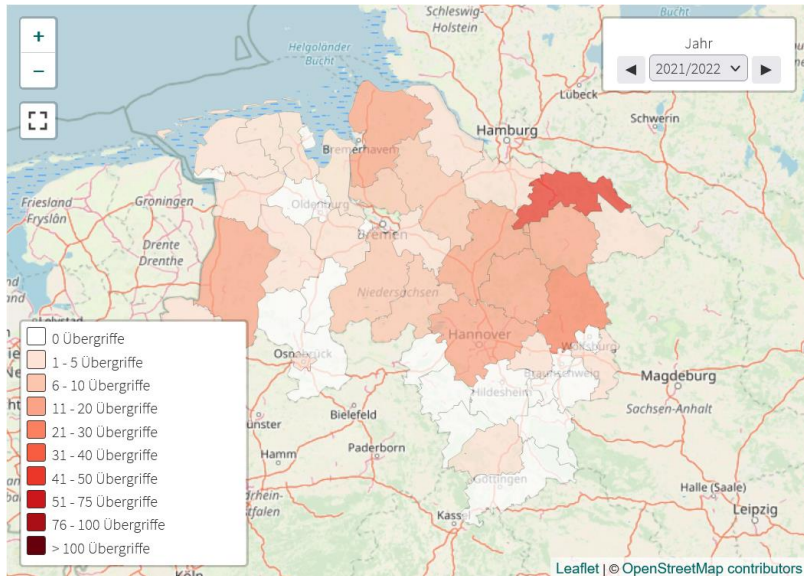 +
−
Jahr
◀ 2021/2022 ▶
Schleswig-
Holstein
Bucht
Helgoländer
Bucht
Lübeck
Schwerin
Hamburg
Bremerhaven
Groningen
Friesland
Fryslân
Drente
Drenthe
Oldenburg
Bremen
Niedersachsen
Lelystad
Hannover
Wolfsburg
Osnabrück
Braunschweig
Hildesheim
Magdeburg
Sachsen-Anhalt
Bielefeld
Münster
Hamm
Paderborn
Göttingen
Halle (Saale)
Leipzig
Kassel
Köln
0 Übergriffe
1 - 5 Übergriffe
6 - 10 Übergriffe
11 - 20 Übergriffe
21 - 30 Übergriffe
31 - 40 Übergriffe
41 - 50 Übergriffe
51 - 75 Übergriffe
76 - 100 Übergriffe
> 100 Übergriffe
Leaflet | © OpenStreetMap contributors